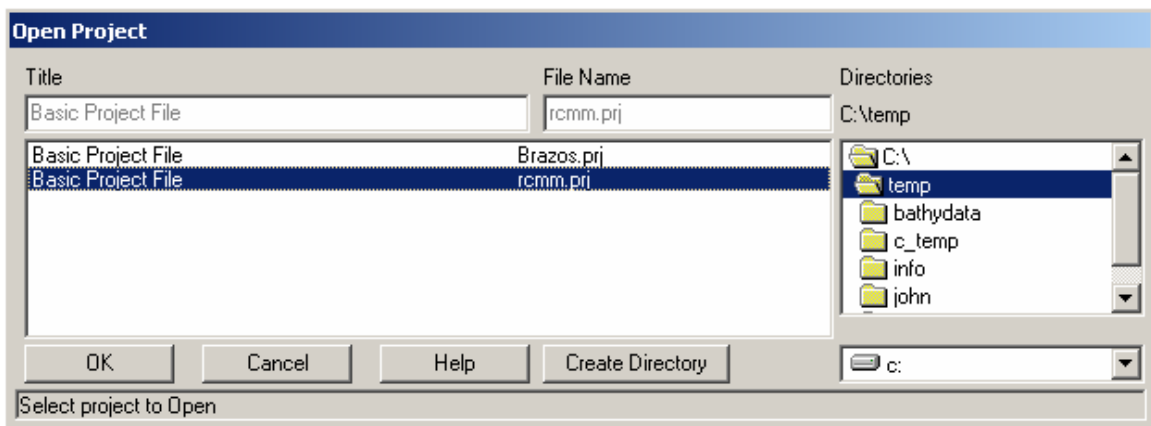 Open Project
Title File Name Directories
Basic Project File rcmm.prj C:\temp
Basic Project File Brazos.prj
Basic Project File rcmm.prj
C:\
temp
bathydata
c_temp
info
john
OK Cancel Help Create Directory c:
Select project to Open